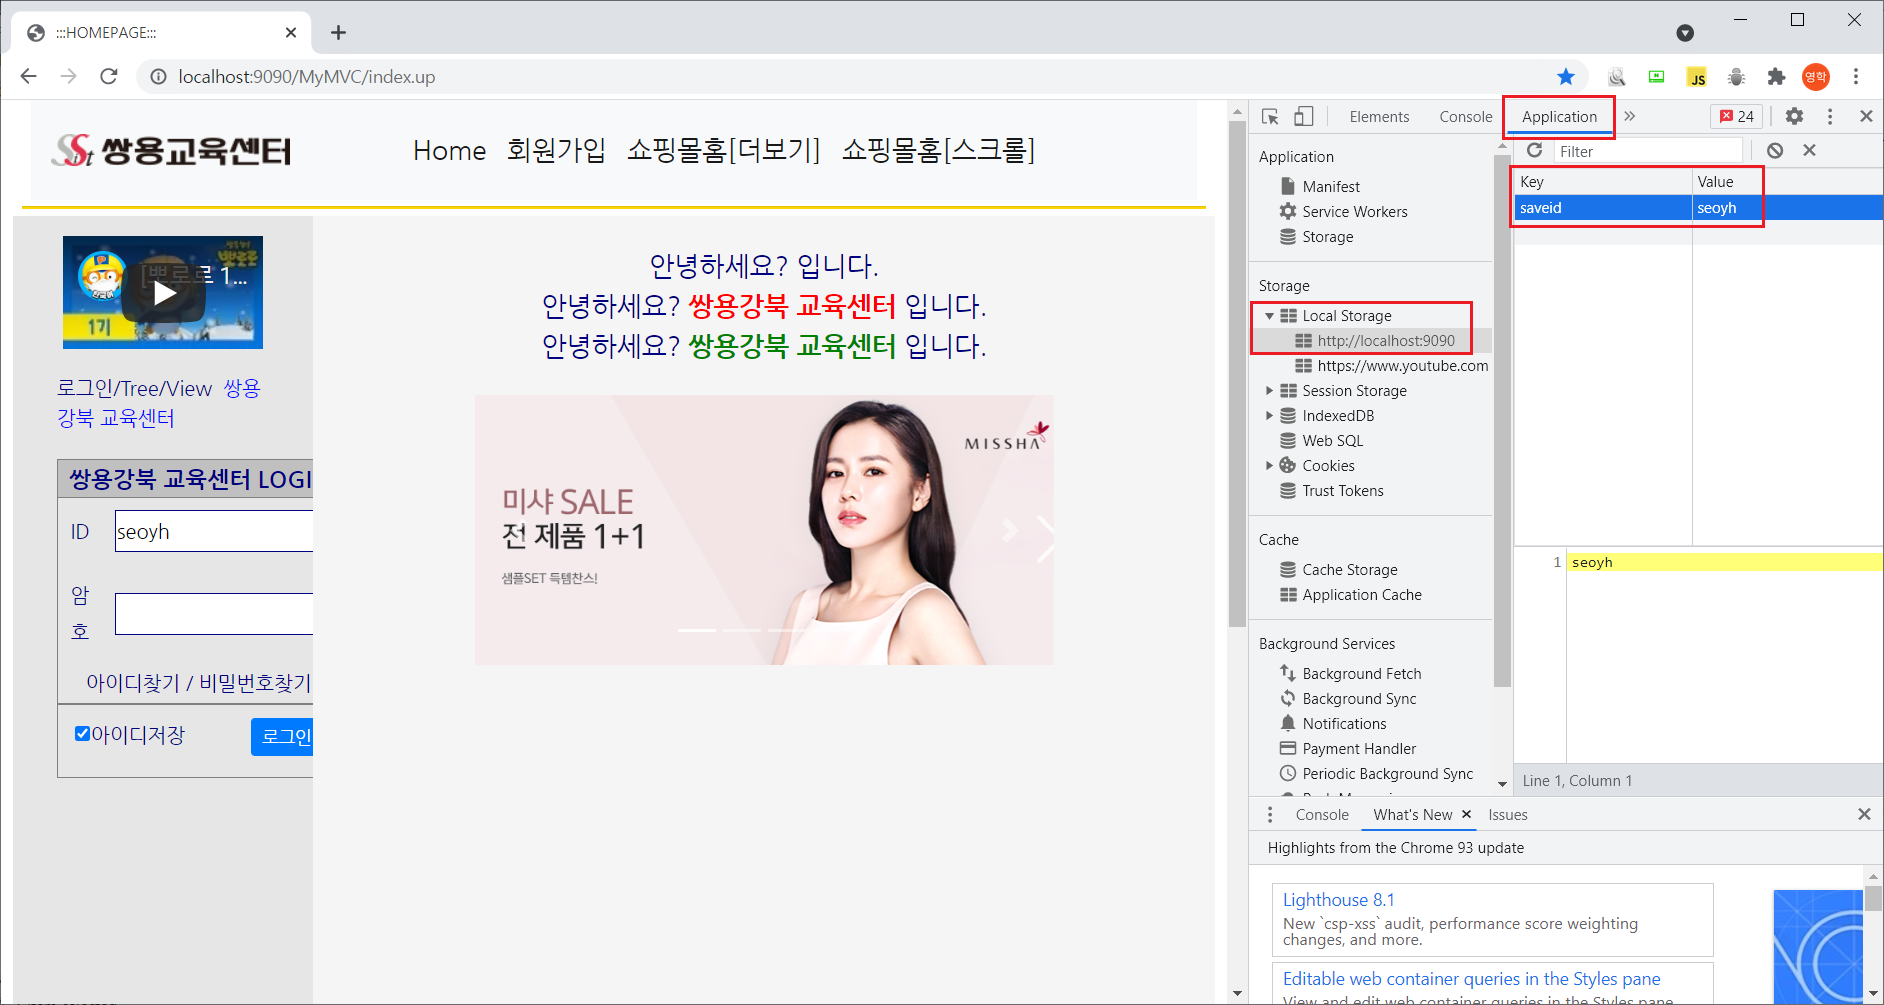 :::HOMEPAGE:::
localhost:9090/MyMVC/index.up
JS
영학
Sist 쌍용교육센터
Home 회원가입 쇼핑몰홈[더보기] 쇼핑몰홈[스크롤]
쌍용
뽀로로
[뽀로로 1...
1기
로그인/Tree/View 쌍용
강북 교육센터
쌍용강북 교육센터 LOGI
ID seoyh
암
호
아이디찾기 / 비밀번호찾기
아이디저장 로그인
안녕하세요? 입니다.
안녕하세요? 쌍용강북 교육센터 입니다.
안녕하세요? 쌍용강북 교육센터 입니다.
MISSHA
미샤 SALE
전 제품 1+1
샘플SET 득템찬스!
Elements Console Application » 24
Application
Manifest
Service Workers
Storage
Storage
Local Storage
http://localhost:9090
https://www.youtube.com
Session Storage
IndexedDB
Web SQL
Cookies
Trust Tokens
Cache
Cache Storage
Application Cache
Background Services
Background Fetch
Background Sync
Notifications
Payment Handler
Periodic Background Sync
Filter
Key Value
saveid seoyh
1 seoyh
Line 1, Column 1
Console What's New Issues
Highlights from the Chrome 93 update
Lighthouse 8.1
New `csp-xss` audit, performance score weighting
changes, and more.
Editable web container queries in the Styles pane
View and edit web container queries in the Styles pane